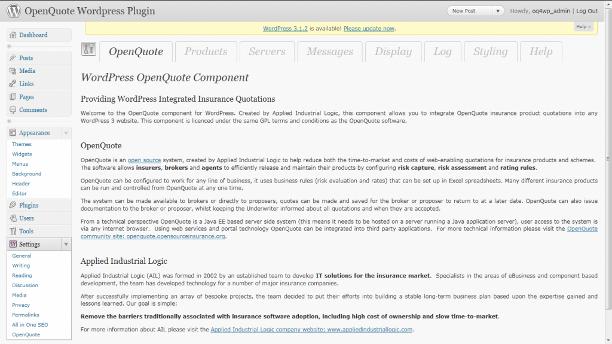 OpenQuote Wordpress Plugin
New Post
Howdy, oq4wp_admin | Log Out
WordPress 3.1.2 is available! Please update now.
Help
Dashboard
Posts
Media
Links
Pages
Comments
Appearance
Themes
Widgets
Menus
Background
Header
Editor
Plugins
Users
Tools
Settings
General
Writing
Reading
Discussion
Media
Privacy
Permalinks
All in One SEO
OpenQuote
OpenQuote Products Servers Messages Display Log Styling Help
WordPress OpenQuote Component
Providing WordPress Integrated Insurance Quotations
Welcome to the OpenQuote component for WordPress. Created by Applied Industrial Logic, this component allows you to integrate OpenQuote insurance product quotations into any
WordPress 3 website. This component is licenced under the same GPL terms and conditions as the OpenQuote software.
OpenQuote
OpenQuote is an open source system, created by Applied Industrial Logic to help reduce both the time-to-market and costs of web-enabling quotations for insurance products and schemes.
The software allows insurers, brokers and agents to efficiently release and maintain their products by configuring risk capture, risk assessment and rating rules.
OpenQuote can be configured to work for any line of business, it uses business rules (risk evaluation and rates) that can be set up in Excel spreadsheets. Many different insurance products
can be run and controlled from OpenQuote at any one time.
The system can be made available to brokers or directly to proposers, quotes can be made and saved for the broker or proposer to return to at a later date. OpenQuote can also issue
documentation to the broker or proposer, whilst keeping the Underwriter informed about all quotations and when they are accepted.
From a technical perspective OpenQuote is a Java EE based server side system (this means it needs to be hosted on a server running a Java application server), user access to the system is
via any internet browser. Using web services and portal technology OpenQuote can be integrated into third party applications. For more technical information please visit the OpenQuote
community site: openquote.opensourceinsurance.org.
Applied Industrial Logic
Applied Industrial Logic (AIL) was formed in 2002 by an established team to develop IT solutions for the insurance market. Specialists in the areas of eBusiness and component based
development, the team has developed technology for a number of major insurance companies.
After successfully implementing an array of bespoke projects, the team decided to put their efforts into building a stable long-term business plan based upon the expertise gained and
lessons learned. Our goal is simple:
Remove the barriers traditionally associated with insurance software adoption, including high cost of ownership and slow time-to-market.
For more information about AIL please visit the Applied Industrial Logic company website: www.appliedindustriallogic.com.